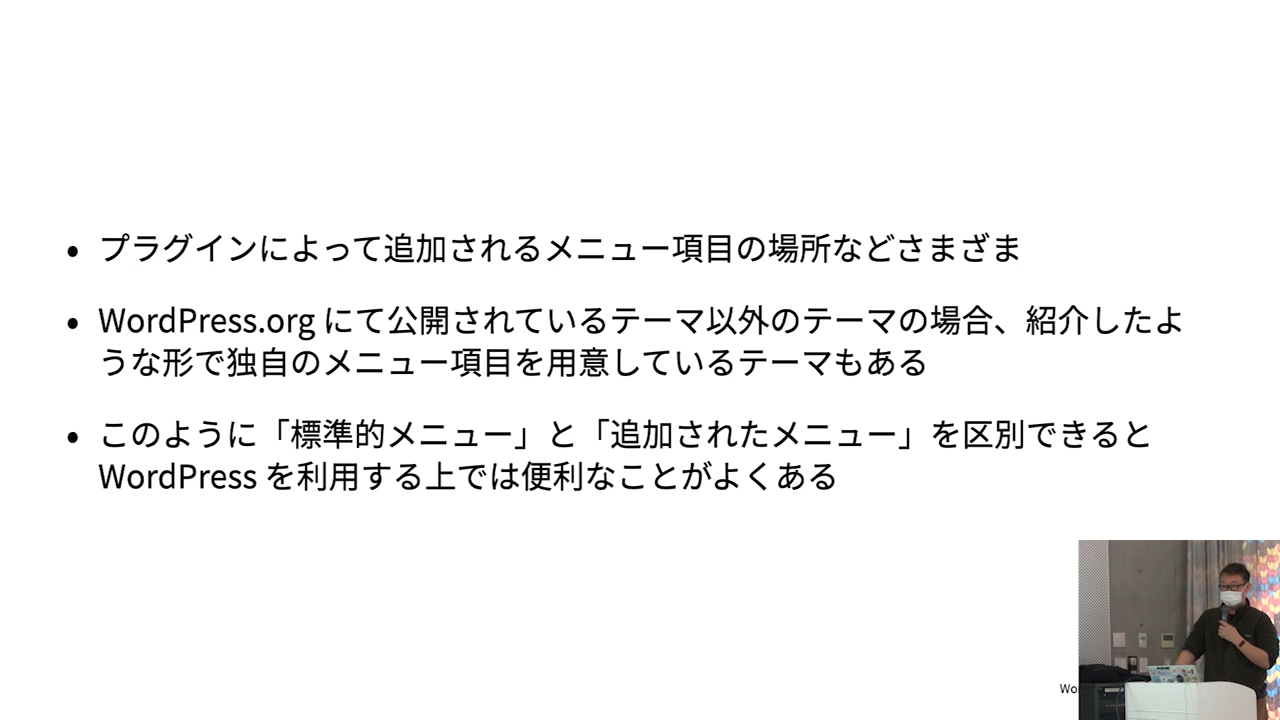 • プラグインによって追加されるメニュー項目の場所などさまざま
• WordPress.org にて公開されているテーマ以外のテーマの場合、紹介したよ
うな形で独自のメニュー項目を用意しているテーマもある
• このように「標準的メニュー」と「追加されたメニュー」を区別できると
WordPress を利用する上では便利なことがよくある